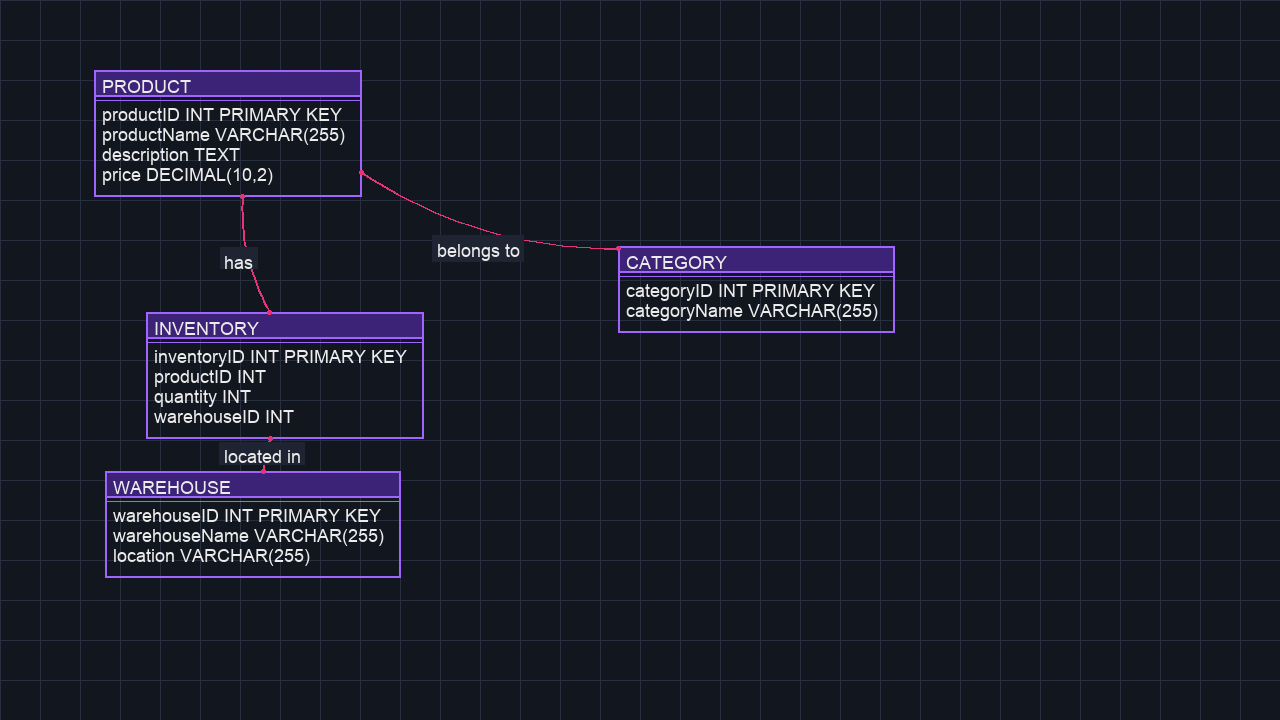 PRODUCT
productID INT PRIMARY KEY
productName VARCHAR(255)
description TEXT
price DECIMAL(10,2)
has
belongs to
CATEGORY
categoryID INT PRIMARY KEY
categoryName VARCHAR(255)
INVENTORY
inventoryID INT PRIMARY KEY
productID INT
quantity INT
warehouseID INT
located in
WAREHOUSE
warehouseID INT PRIMARY KEY
warehouseName VARCHAR(255)
location VARCHAR(255)